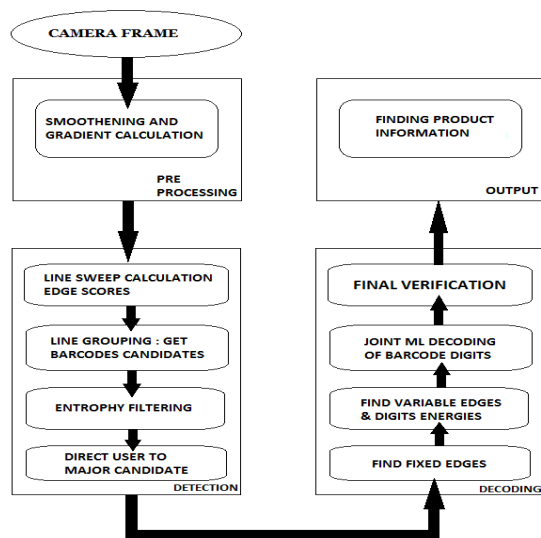 CAMERA FRAME
SMOOTHENING AND
GRADIENT CALCULATION
PRE
PROCESSING
LINE SWEEP CALCULATION
EDGE SCORES
LINE GROUPING : GET
BARCODES CANDIDATES
ENTROPHY FILTERING
DIRECT USER TO
MAJOR CANDIDATE
DETECTION
FIND FIXED EDGES
FIND VARIABLE EDGES
& DIGITS ENERGIES
JOINT ML DECODING
OF BARCODE DIGITS
FINAL VERIFICATION
DECODING
FINDING PRODUCT
INFORMATION
OUTPUT